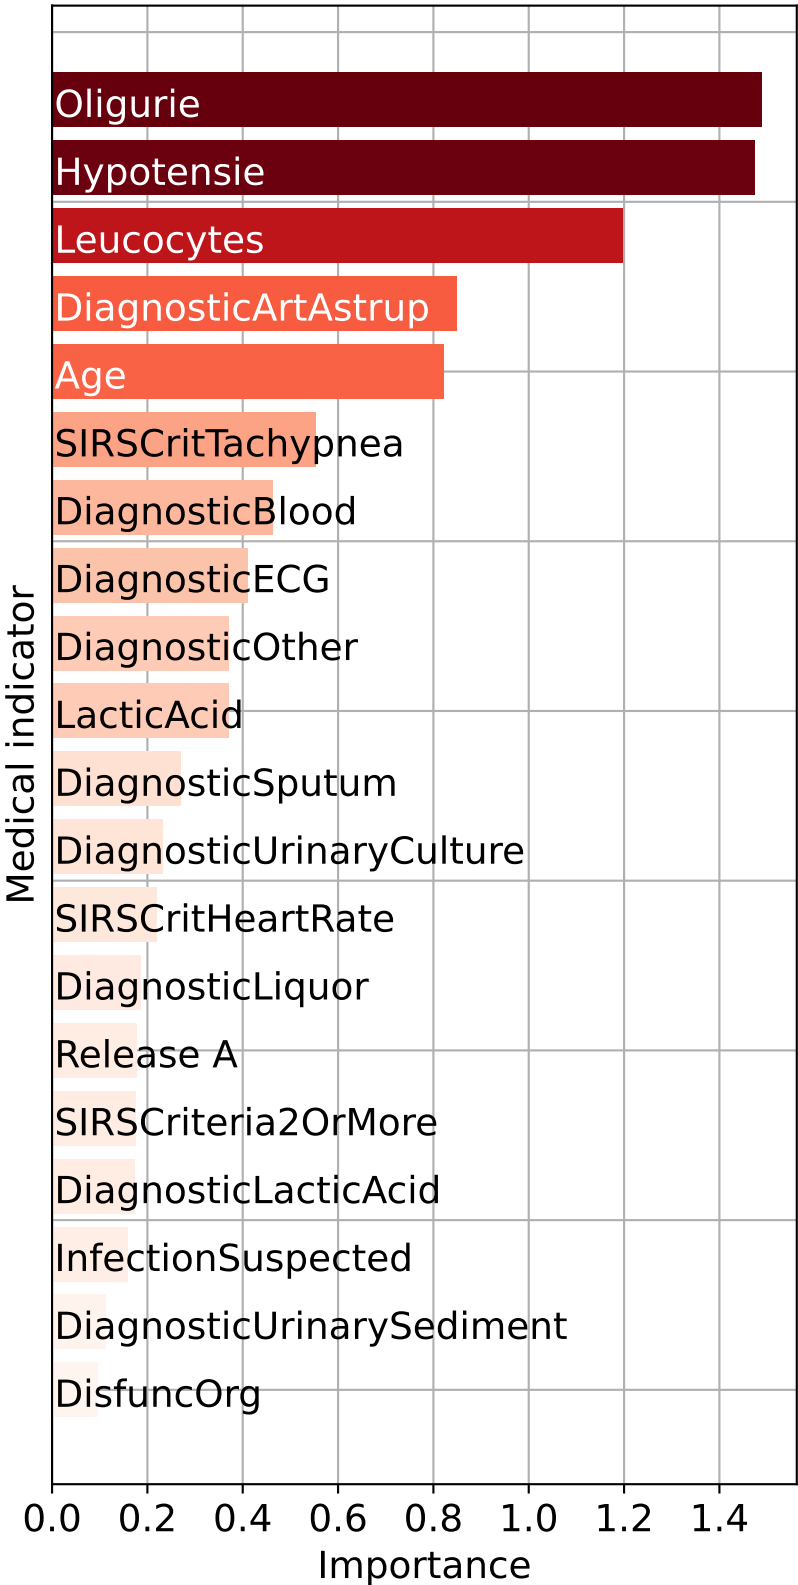 Oligurie
Hypotensie
Leucocytes
DiagnosticArtAstrup
Age
SIRSCritTachypnea
DiagnosticBlood
DiagnosticECG
DiagnosticOther
LacticAcid
DiagnosticSputum
DiagnosticUrinaryCulture
SIRSCritHeartRate
DiagnosticLiquor
Release A
SIRSCriteria2OrMore
DiagnosticLacticAcid
InfectionSuspected
DiagnosticUrinarySediment
DisfuncOrg
Medical indicator
0.0 0.2 0.4 0.6 0.8 1.0 1.2 1.4
Importance